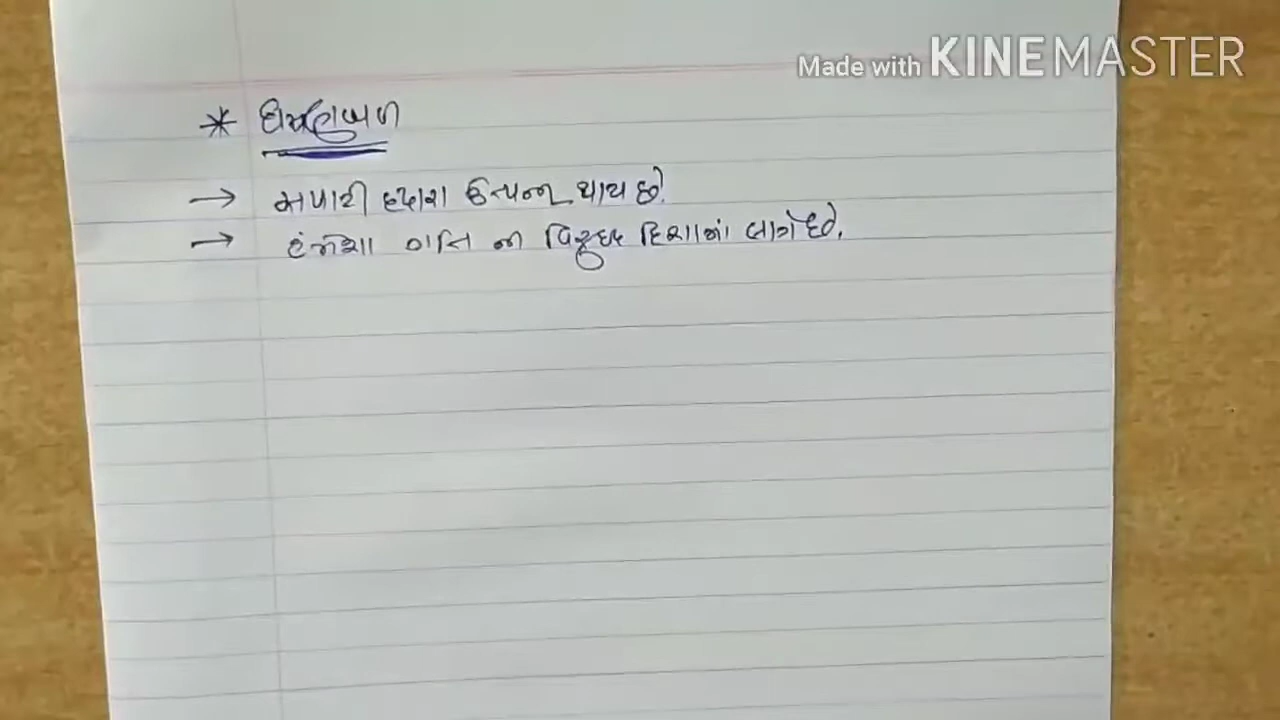 Made with KINEMASTER
* ઘર્ષણબળ
→ સપાટી દ્વારા ઉત્પન્ન થાય છે.
→ હંમેશા ગતિ ની વિરુદ્ધ દિશામાં લાગે છે.